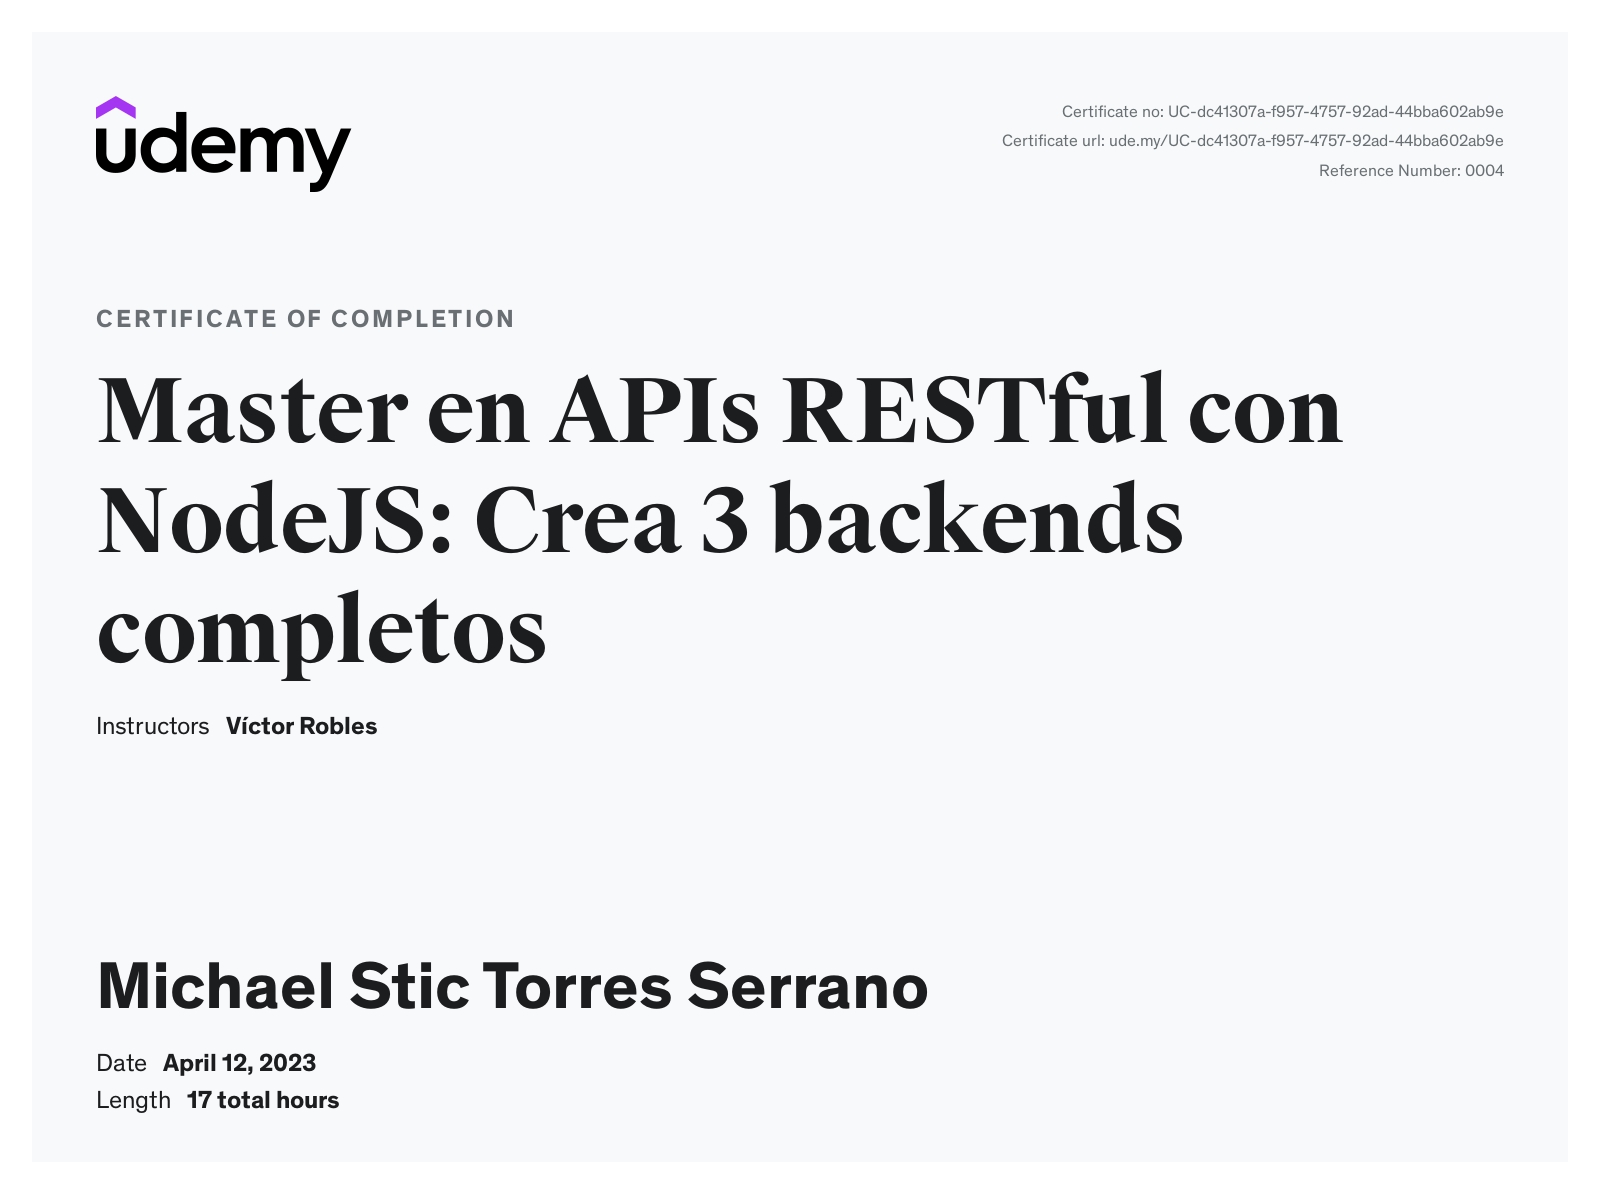 udemy
Certificate no: UC-dc41307a-f957-4757-92ad-44bba602ab9e
Certificate url: ude.my/UC-dc41307a-f957-4757-92ad-44bba602ab9e
Reference Number: 0004
CERTIFICATE OF COMPLETION
Master en APIs RESTful con
NodeJS: Crea 3 backends
completos
Instructors Víctor Robles
Michael Stic Torres Serrano
Date April 12, 2023
Length 17 total hours